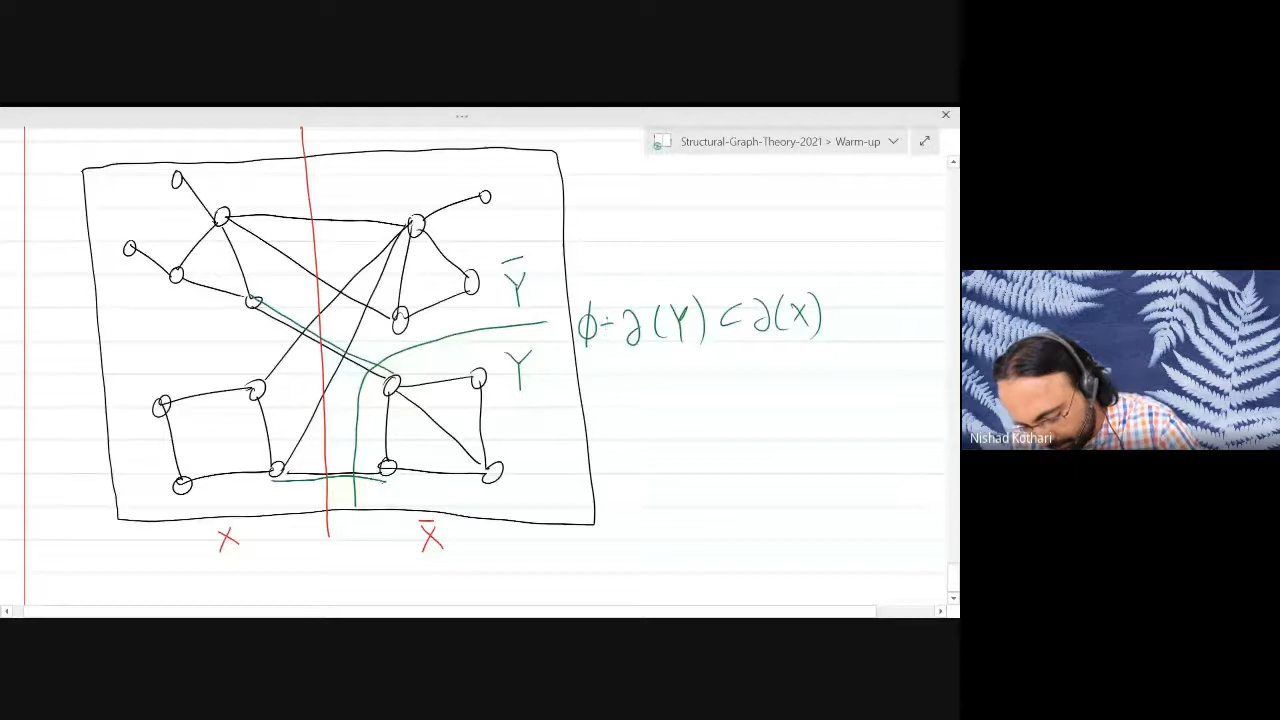 Structural-Graph-Theory-2021 > Warm-up
Ȳ
ϕ ≠ ∂(Y) ⊂ ∂(X)
Y
X X̄
Nishad Kothari